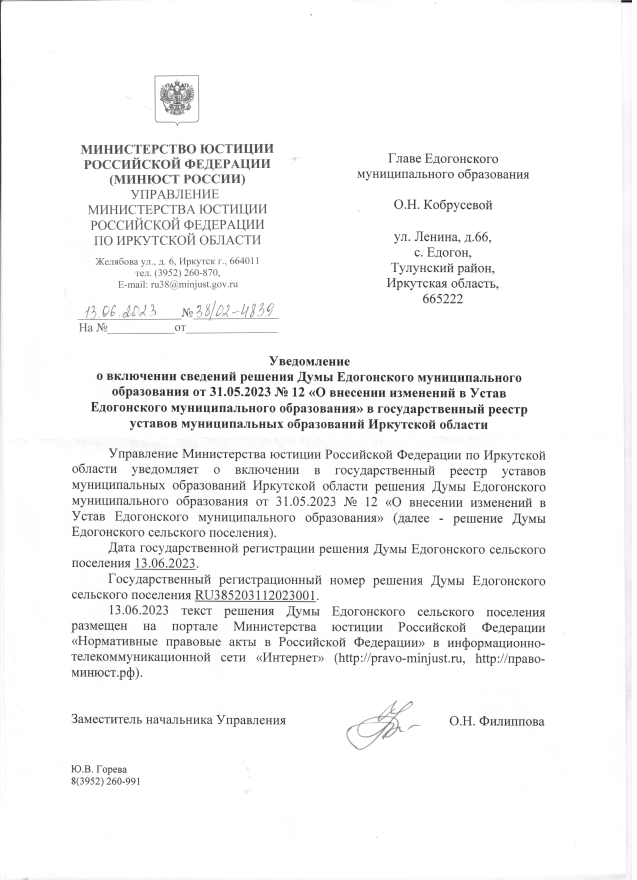 МИНИСТЕРСТВО ЮСТИЦИИ
РОССИЙСКОЙ ФЕДЕРАЦИИ
(МИНЮСТ РОССИИ)
УПРАВЛЕНИЕ
МИНИСТЕРСТВА ЮСТИЦИИ
РОССИЙСКОЙ ФЕДЕРАЦИИ
ПО ИРКУТСКОЙ ОБЛАСТИ
Желябова ул., д. 6, Иркутск г., 664011
тел. (3952) 260-870,
E-mail: ru38@minjust.gov.ru
13.06.2023 № 38/02-4839
На №___________от_______________
Главе Едогонского
муниципального образования
О.Н. Кобрусевой
ул. Ленина, д.66,
с. Едогон,
Тулунский район,
Иркутская область,
665222
Уведомление
о включении сведений решения Думы Едогонского муниципального
образования от 31.05.2023 № 12 «О внесении изменений в Устав
Едогонского муниципального образования» в государственный реестр
уставов муниципальных образований Иркутской области
Управление Министерства юстиции Российской Федерации по Иркутской
области уведомляет о включении в государственный реестр уставов
муниципальных образований Иркутской области решения Думы Едогонского
муниципального образования от 31.05.2023 № 12 «О внесении изменений в
Устав Едогонского муниципального образования» (далее - решение Думы
Едогонского сельского поселения).
Дата государственной регистрации решения Думы Едогонского сельского
поселения 13.06.2023.
Государственный регистрационный номер решения Думы Едогонского
сельского поселения RU385203112023001.
13.06.2023 текст решения Думы Едогонского сельского поселения
размещен на портале Министерства юстиции Российской Федерации
«Нормативные правовые акты в Российской Федерации» в информационно-
телекоммуникационной сети «Интернет» (http://pravo-minjust.ru, http://право-
минюст.рф).
Заместитель начальника Управления О.Н. Филиппова
Ю.В. Горева
8(3952) 260-991